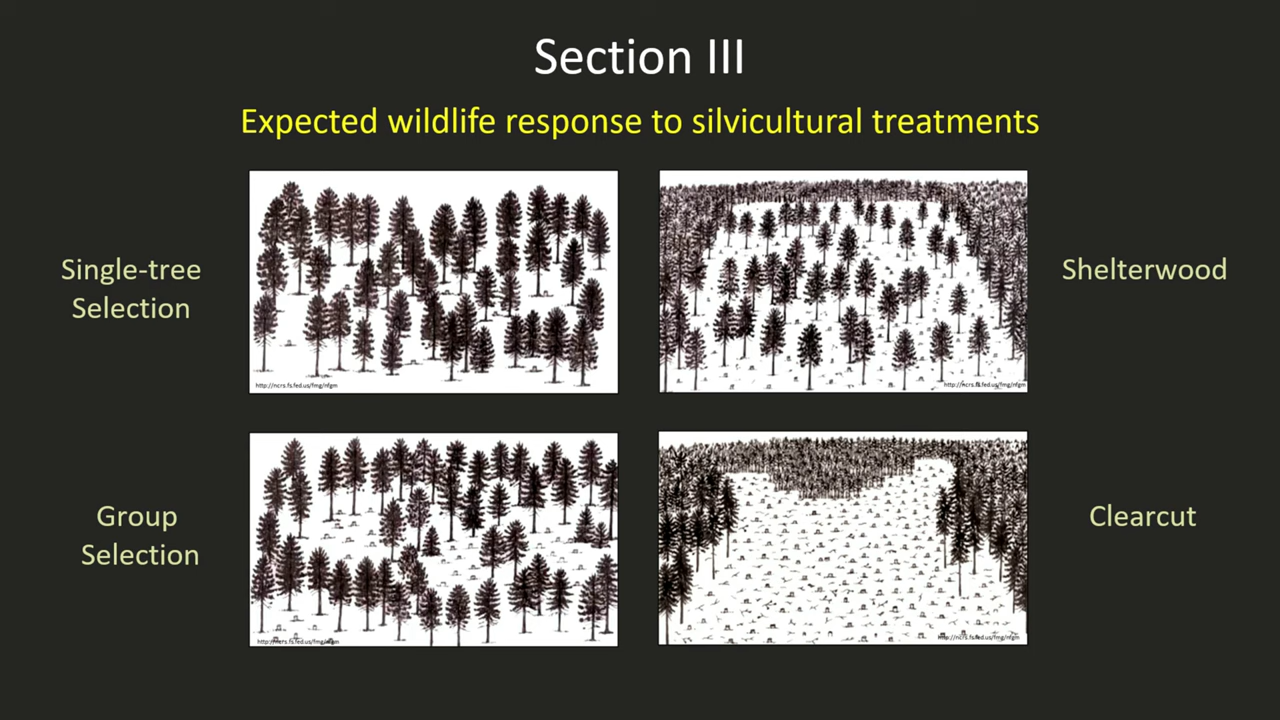 Section III
Expected wildlife response to silvicultural treatments
Single-tree
Selection
http://ncrs.fs.fed.us/fmg/nfgm
Shelterwood
http://ncrs.fs.fed.us/fmg/nfgm
Group
Selection
http://ncrs.fs.fed.us/fmg/nfgm
Clearcut
http://ncrs.fs.fed.us/fmg/nfgm